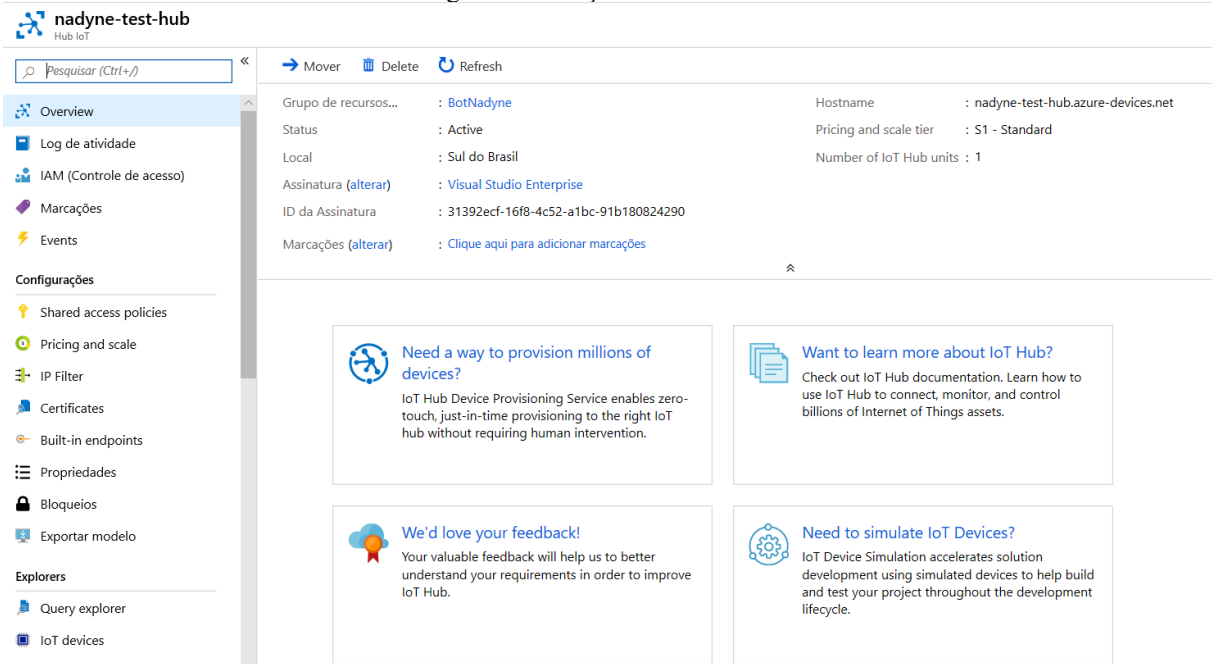 nadyne-test-hub
Hub IoT
Pesquisar (Ctrl+/)
«
Overview
Log de atividade
IAM (Controle de acesso)
Marcações
Events
Configurações
Shared access policies
Pricing and scale
IP Filter
Certificates
Built-in endpoints
Propriedades
Bloqueios
Exportar modelo
Explorers
Query explorer
IoT devices
Mover Delete Refresh
Grupo de recursos... : BotNadyne
Status : Active
Local : Sul do Brasil
Assinatura (alterar) : Visual Studio Enterprise
ID da Assinatura : 31392ecf-16f8-4c52-a1bc-91b180824290
Marcações (alterar) : Clique aqui para adicionar marcações
Hostname : nadyne-test-hub.azure-devices.net
Pricing and scale tier : S1 - Standard
Number of IoT Hub units : 1
Need a way to provision millions of
devices?
IoT Hub Device Provisioning Service enables zero-
touch, just-in-time provisioning to the right IoT
hub without requiring human intervention.
Want to learn more about IoT Hub?
Check out IoT Hub documentation. Learn how to
use IoT Hub to connect, monitor, and control
billions of Internet of Things assets.
We'd love your feedback!
Your valuable feedback will help us to better
understand your requirements in order to improve
IoT Hub.
Need to simulate IoT Devices?
IoT Device Simulation accelerates solution
development using simulated devices to help build
and test your project throughout the development
lifecycle.